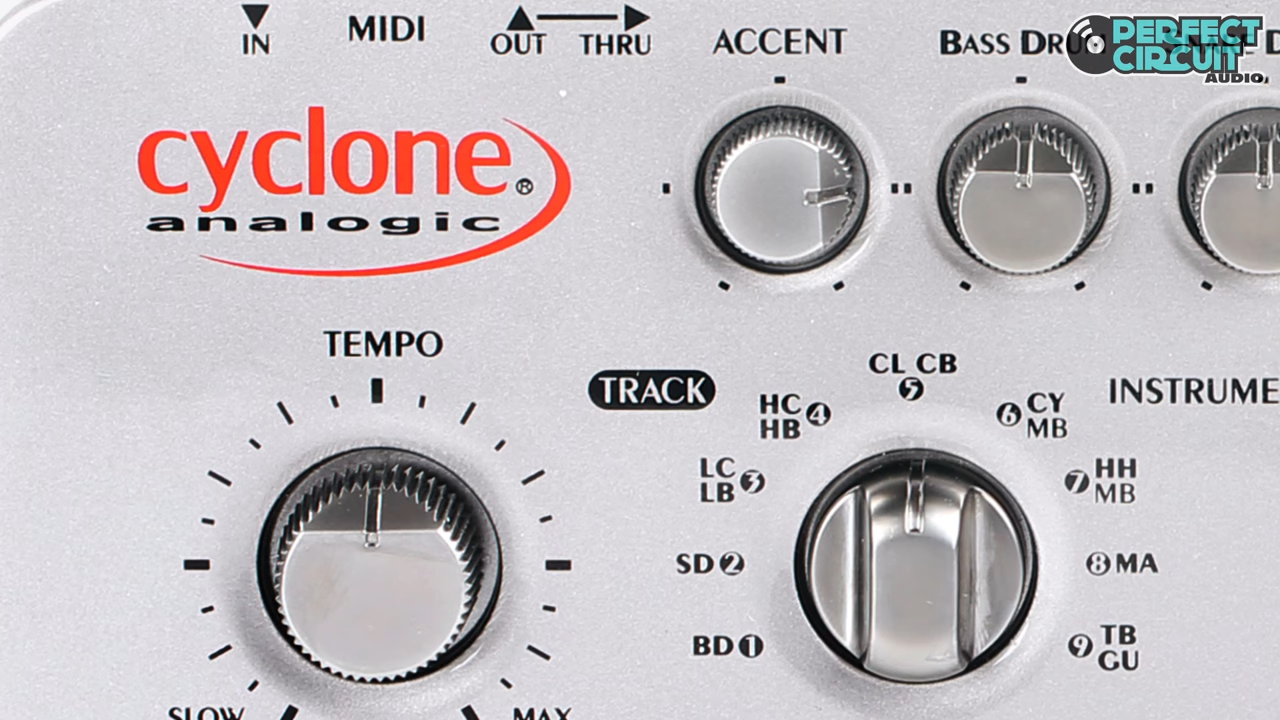 IN
MIDI
OUT THRU
ACCENT
BASS DRU
PERFECT
CIRCUIT
AUDIO
cyclone®
analogic
TEMPO
TRACK
INSTRUME
CL CB
5
HC
HB 4
6 CY
MB
LC
LB 3
7 HH
MB
SD 2
8 MA
BD 1
9 TB
GU
SLOW
MAX